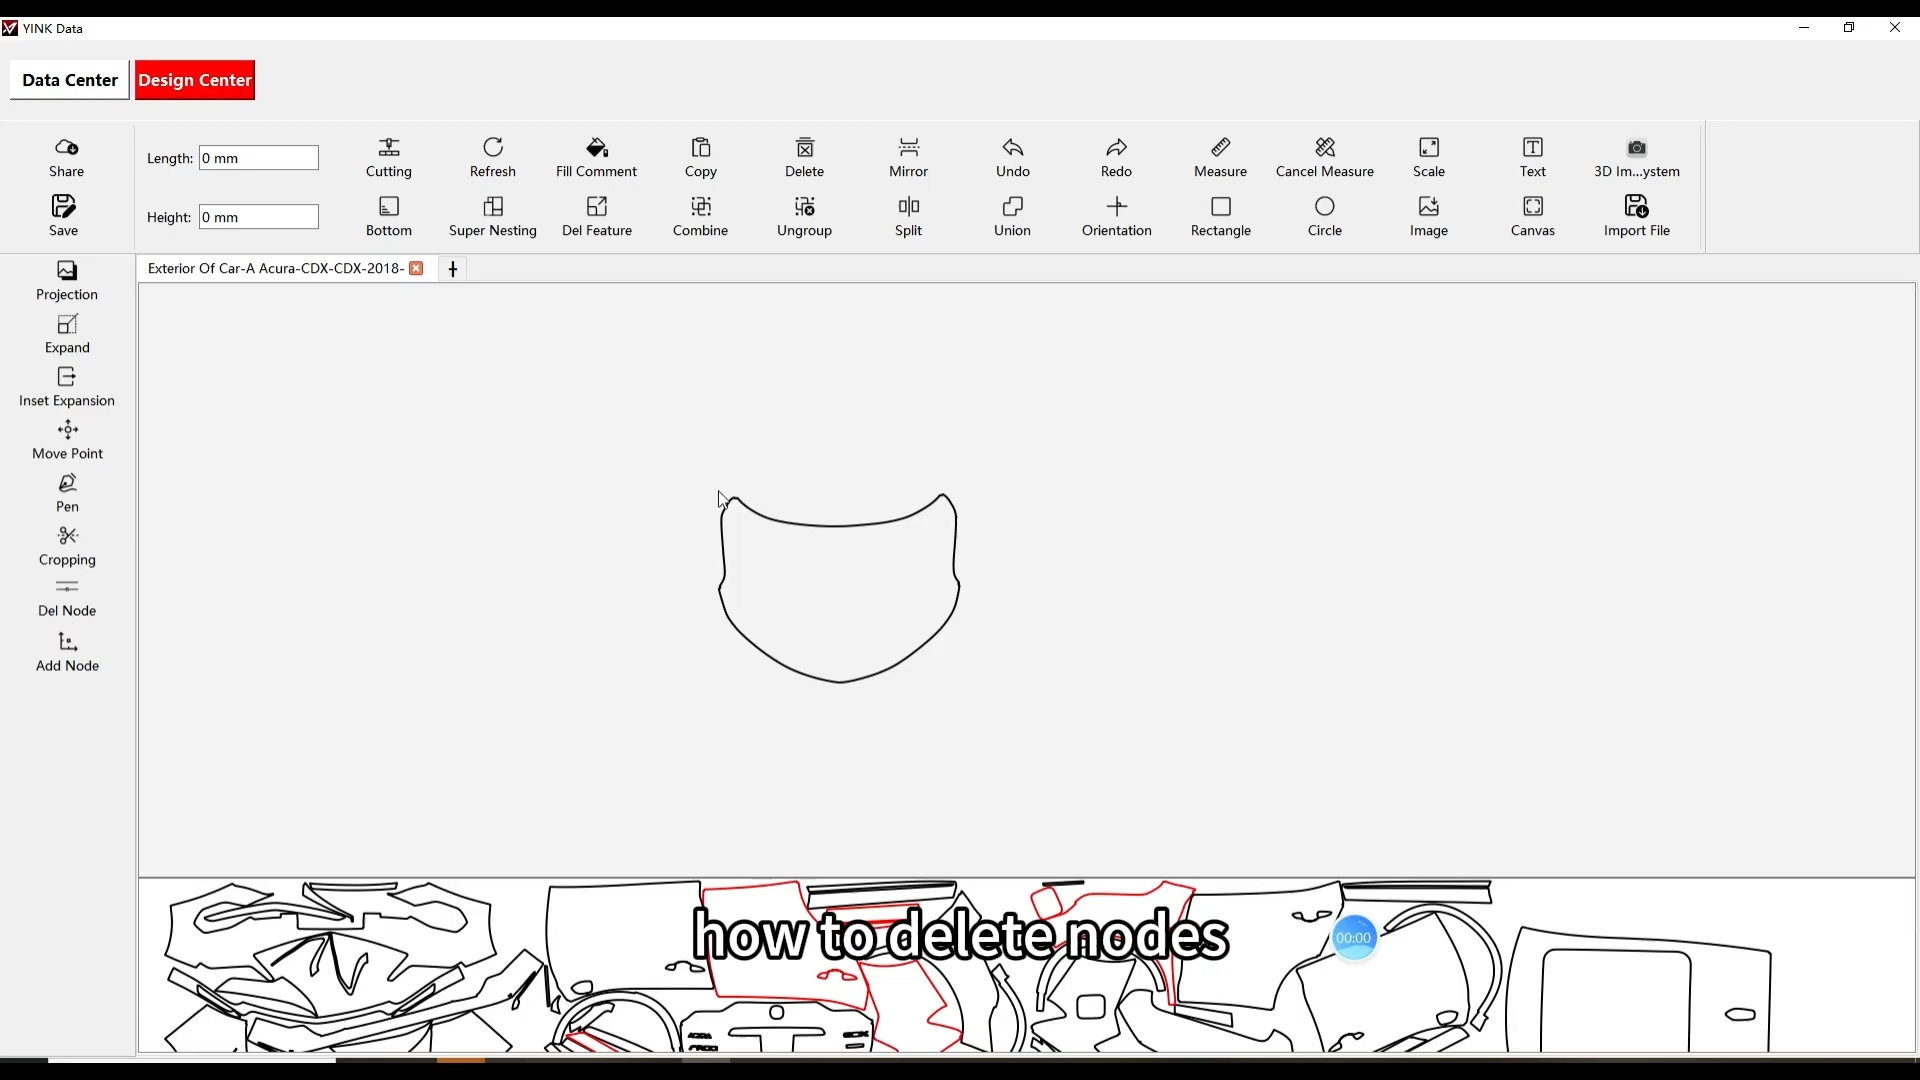 YINK Data
Data Center
Design Center
Share
Save
Length:
0 mm
Height:
0 mm
Cutting
Refresh
Fill Comment
Copy
Delete
Mirror
Undo
Redo
Measure
Cancel Measure
Scale
Text
3D Im...ystem
Bottom
Super Nesting
Del Feature
Combine
Ungroup
Split
Union
Orientation
Rectangle
Circle
Image
Canvas
Import File
Exterior Of Car-A Acura-CDX-CDX-2018-
Projection
Expand
Inset Expansion
Move Point
Pen
Cropping
Del Node
Add Node
how to delete nodes
00:00